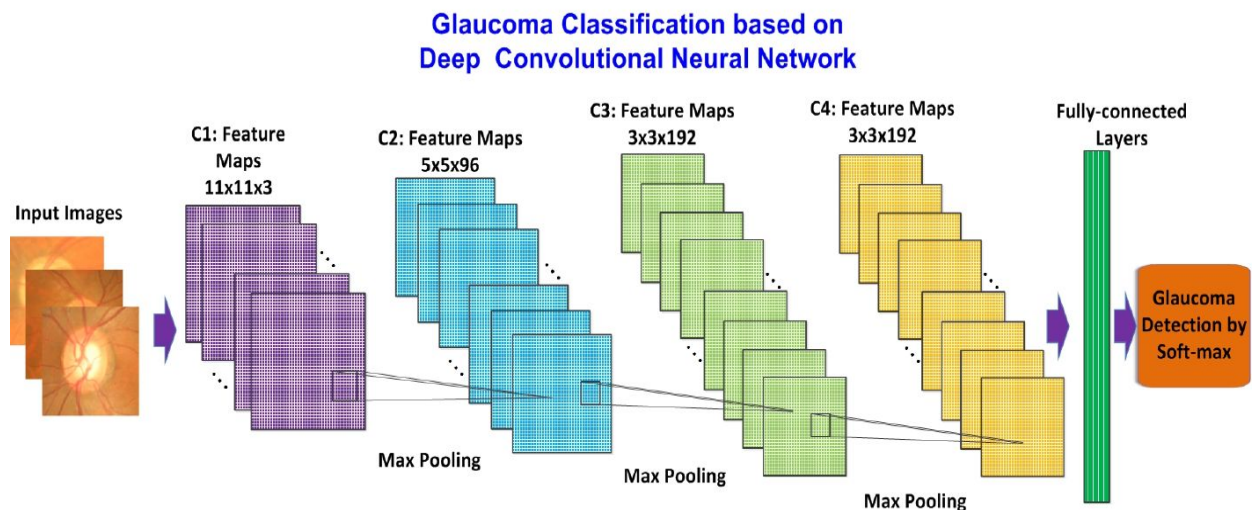 Glaucoma Classification based on
Deep Convolutional Neural Network
Input Images
C1: Feature
Maps
11x11x3
C2: Feature Maps
5x5x96
C3: Feature Maps
3x3x192
C4: Feature Maps
3x3x192
Fully-connected
Layers
Glaucoma
Detection by
Soft-max
Max Pooling
Max Pooling
Max Pooling